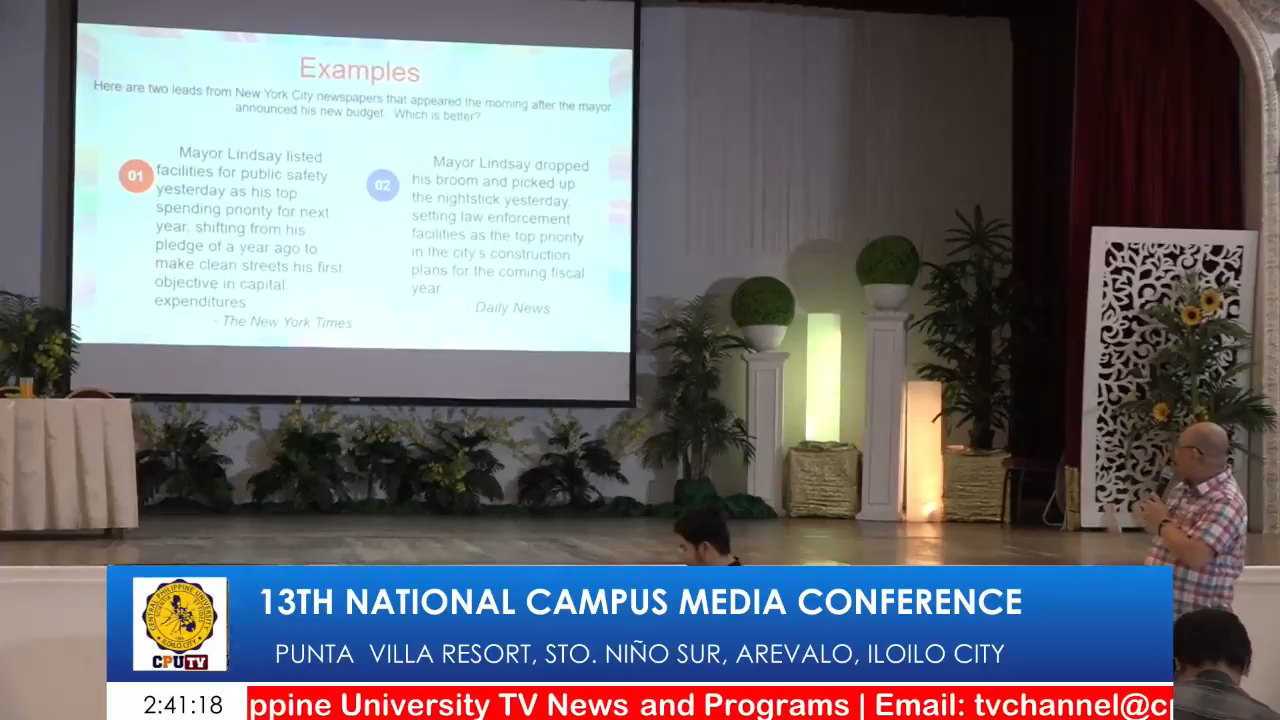 Examples
Here are two leads from New York City newspapers that appeared the morning after the mayor
announced his new budget. Which is better?
01
Mayor Lindsay listed
facilities for public safety
yesterday as his top
spending priority for next
year, shifting from his
pledge of a year ago to
make clean streets his first
objective in capital
expenditures
- The New York Times
02
Mayor Lindsay dropped
his broom and picked up
the nightstick yesterday,
setting law enforcement
facilities as the top priority
in the city's construction
plans for the coming fiscal
year
- Daily News
CENTRAL PHILIPPINE UNIVERSITY
ILOILO CITY
CPUTV
13TH NATIONAL CAMPUS MEDIA CONFERENCE
PUNTA VILLA RESORT, STO. NIÑO SUR, AREVALO, ILOILO CITY
2:41:18
ppine University TV News and Programs | Email: tvchannel@c